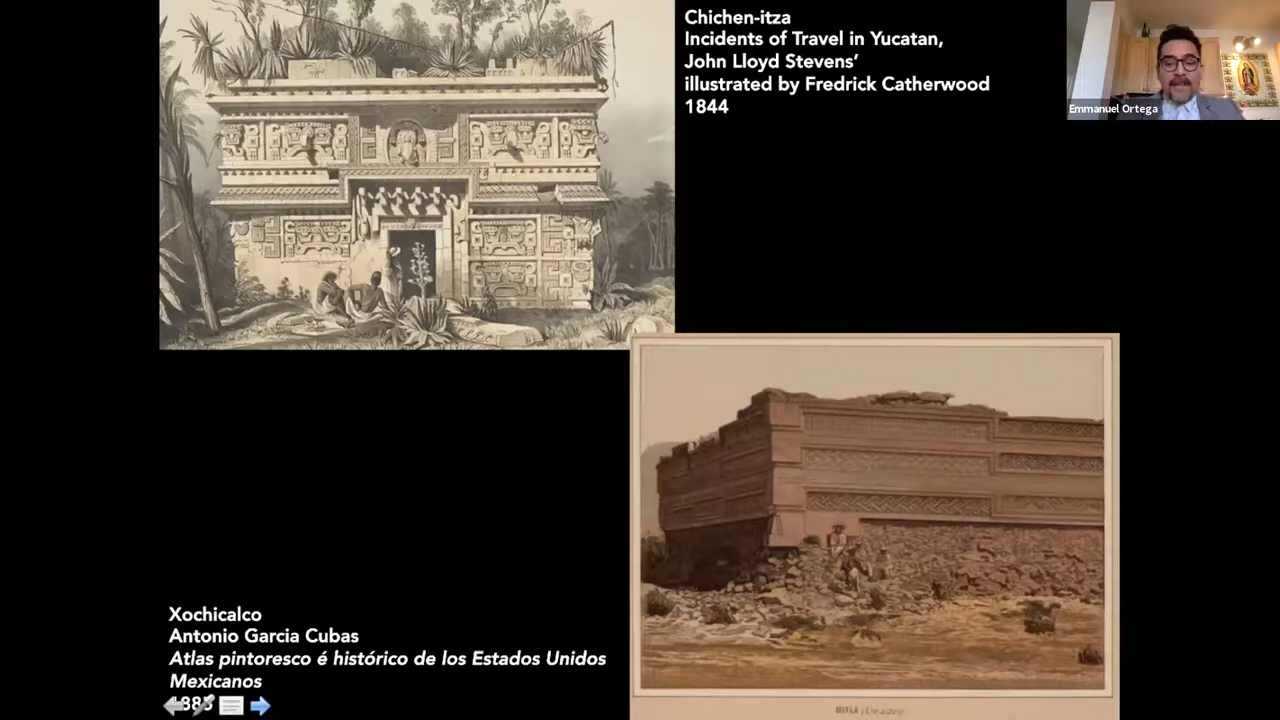 Chichen-itza
Incidents of Travel in Yucatan,
John Lloyd Stevens’
illustrated by Fredrick Catherwood
1844
Emmanuel Ortega
Xochicalco
Antonio Garcia Cubas
Atlas pintoresco é histórico de los Estados Unidos
Mexicanos
MITLA